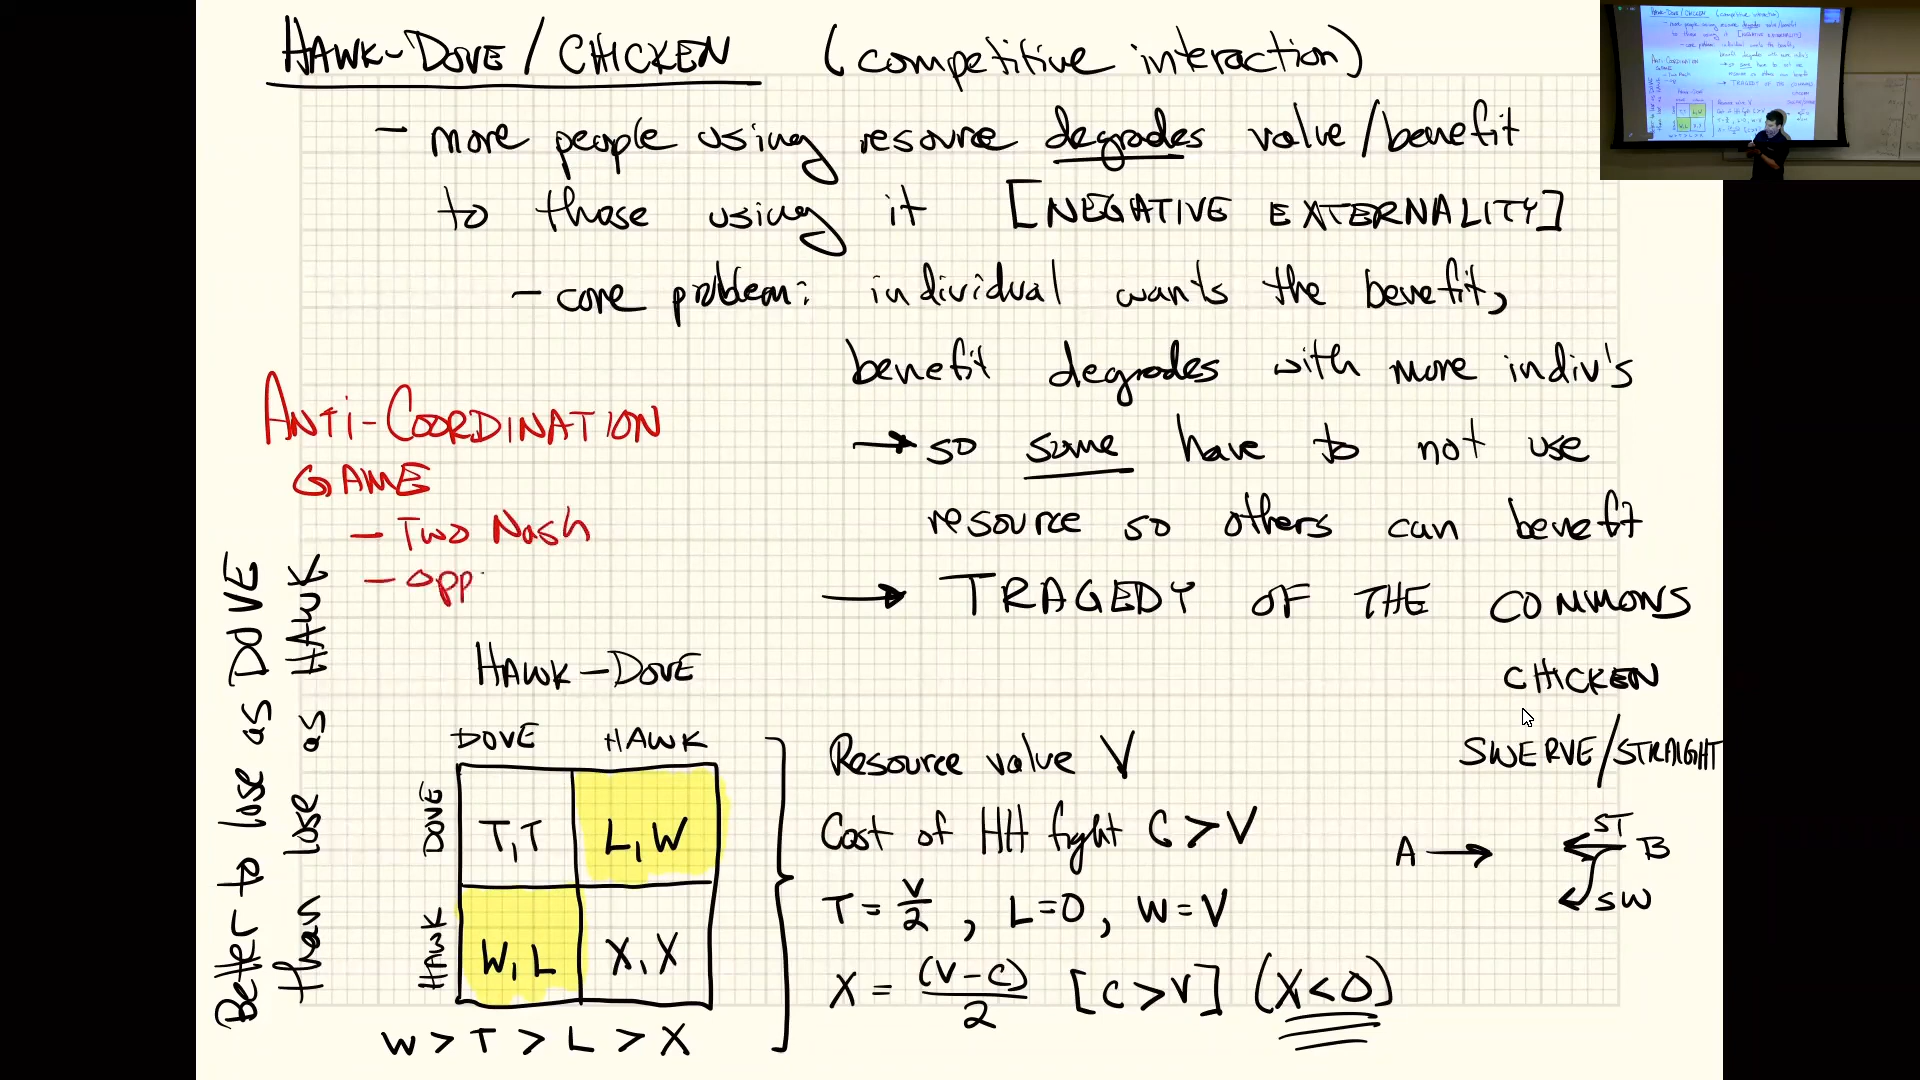 HAWK-DOVE / CHICKEN (competitive interaction)
- more people using resource degrades value/benefit
to those using it [NEGATIVE EXTERNALITY]
- core problem: individual wants the benefit,
benefit degrades with more indiv's
→ so some have to not use
resource so others can benefit
→ TRAGEDY OF THE COMMONS
ANTI-COORDINATION
GAME
- Two Nash
- opp
Better to lose as DOVE
than lose as HAWK
HAWK-DOVE
DOVE HAWK
DOVE
T, T L, W
HAWK
W, L X, X
W > T > L > X
Resource value V
Cost of HH fight C > V
T = V/2, L=0, W=V
X = (V-C)/2 [C>V] (X<0)
CHICKEN
SWERVE/STRAIGHT
A → ST B
SW